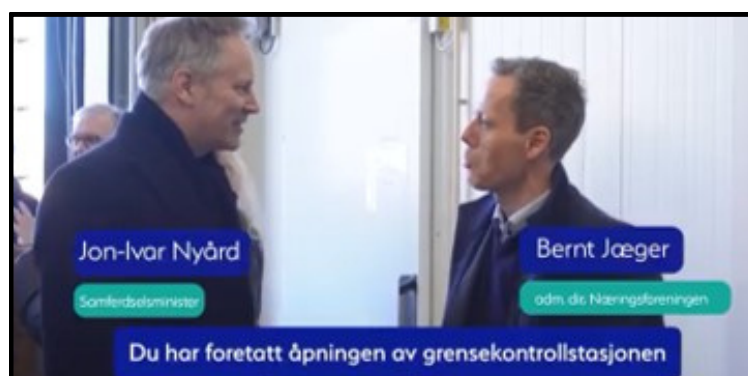 Jon-Ivar Nyård
Samferdselsminister
Bernt Jæger
adm. dir. Næringsforeningen
Du har foretatt åpningen av grensekontrollstasjonen